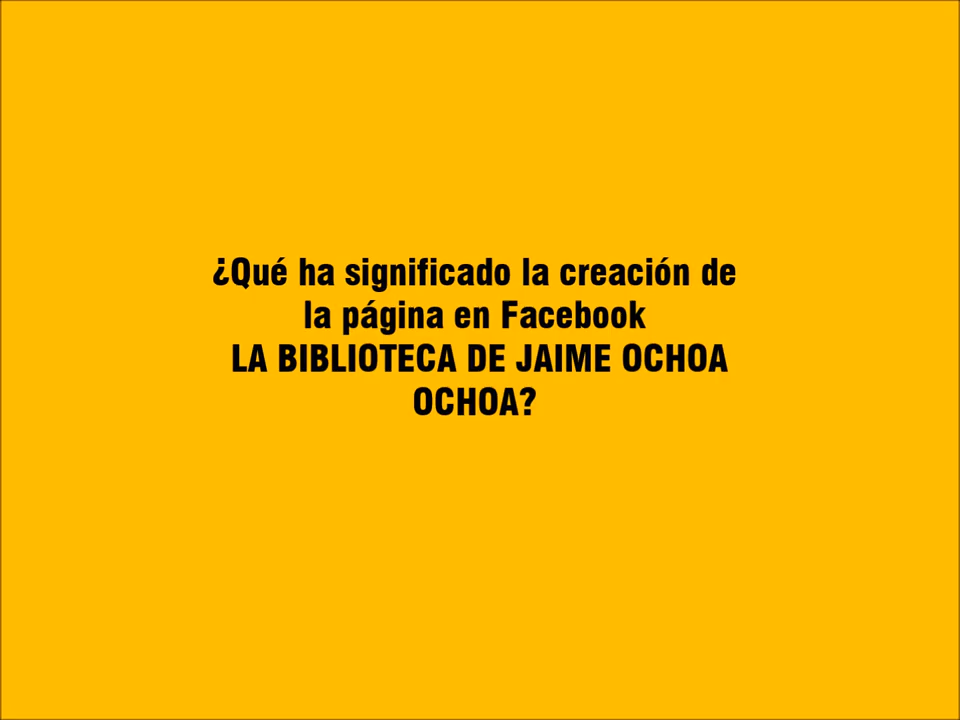 ¿Qué ha significado la creación de
la página en Facebook
LA BIBLIOTECA DE JAIME OCHOA
OCHOA?